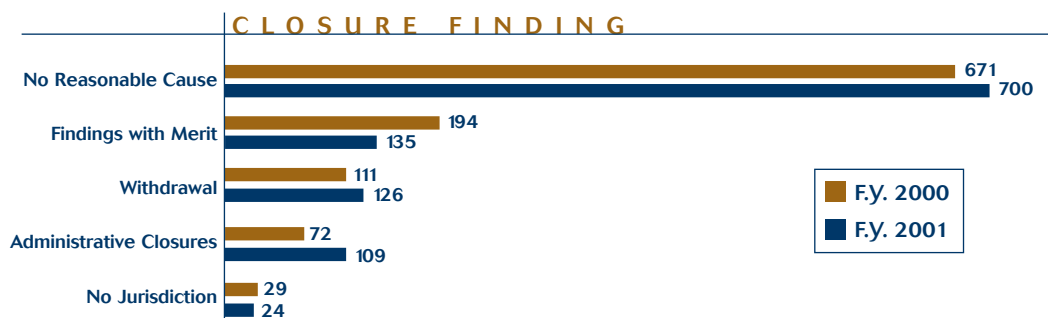 CLOSURE FINDING
No Reasonable Cause
671
700
Findings with Merit
194
135
Withdrawal
111
126
Administrative Closures
72
109
No Jurisdiction
29
24
F.Y. 2000
F.Y. 2001